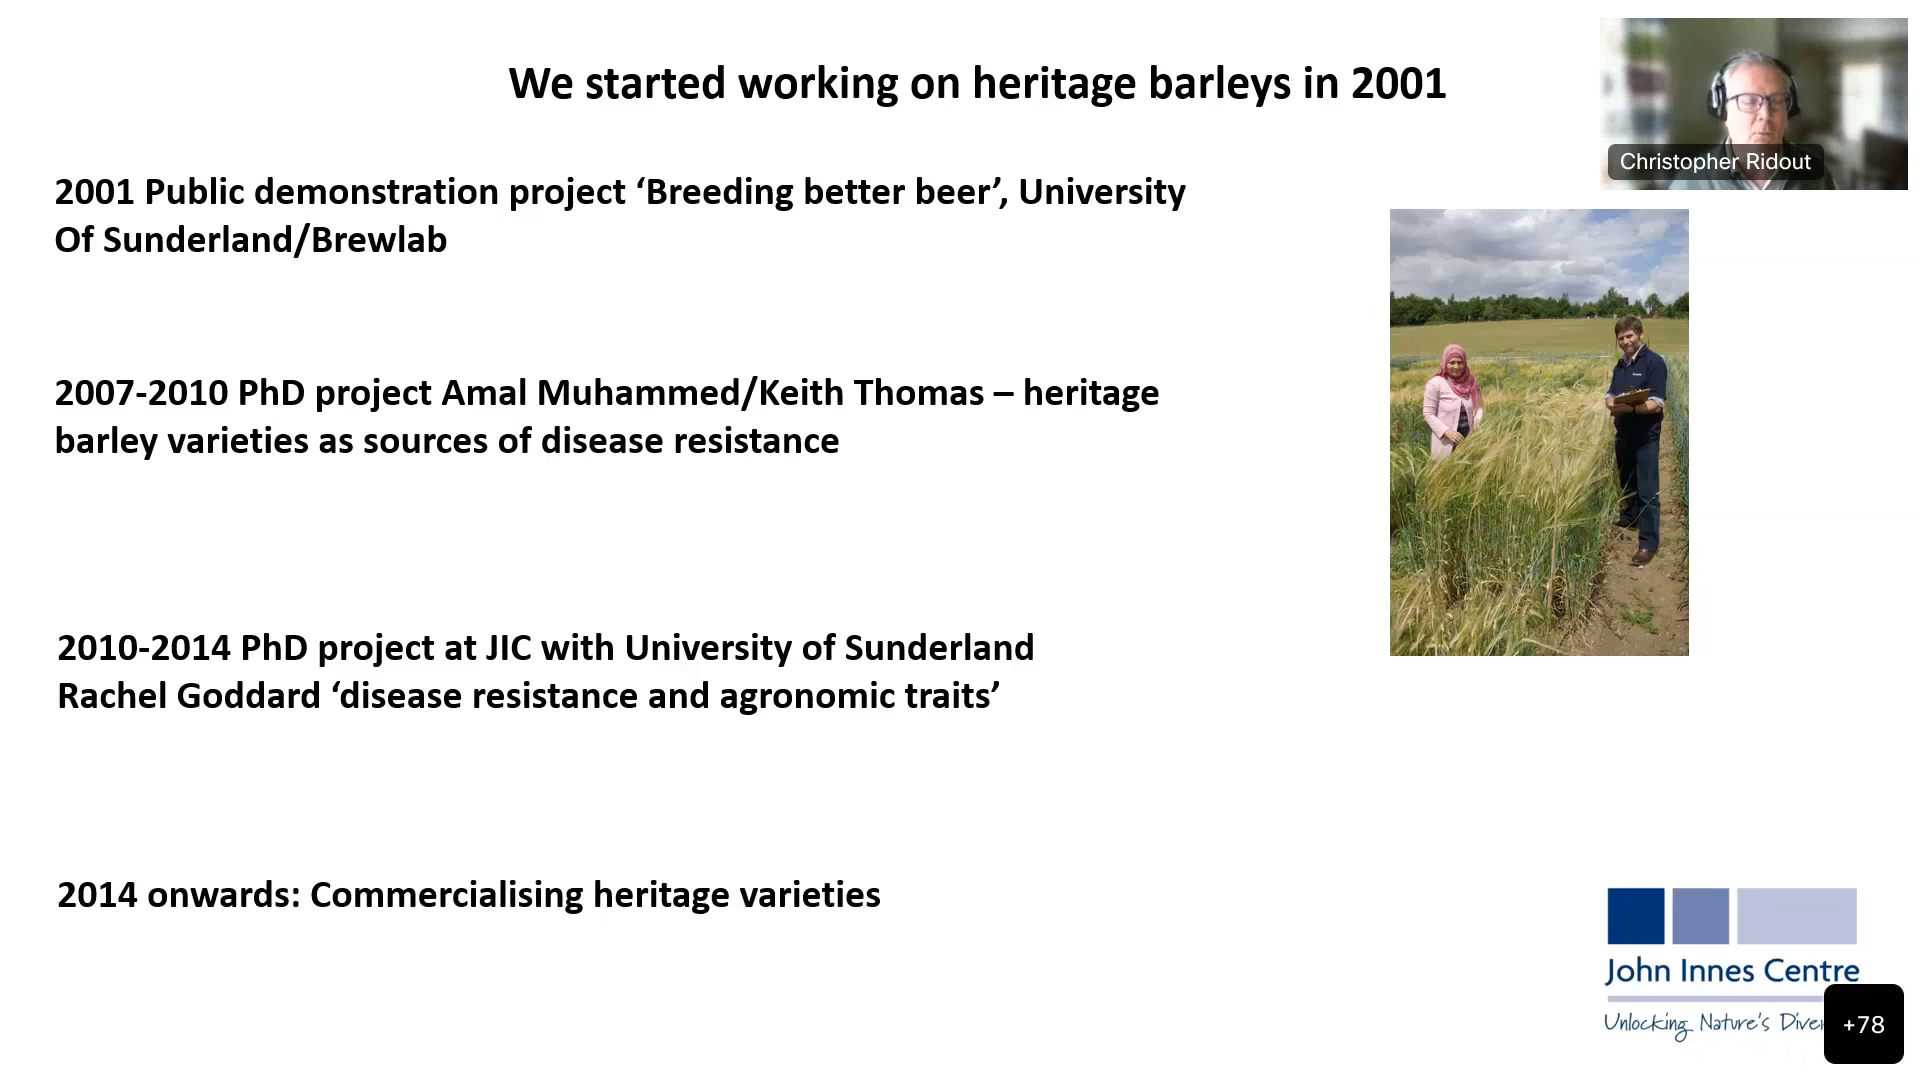 We started working on heritage barleys in 2001
Christopher Ridout
2001 Public demonstration project ‘Breeding better beer’, University
Of Sunderland/Brewlab
2007-2010 PhD project Amal Muhammed/Keith Thomas – heritage
barley varieties as sources of disease resistance
2010-2014 PhD project at JIC with University of Sunderland
Rachel Goddard ‘disease resistance and agronomic traits’
2014 onwards: Commercialising heritage varieties
John Innes Centre
Unlocking Nature's
+78